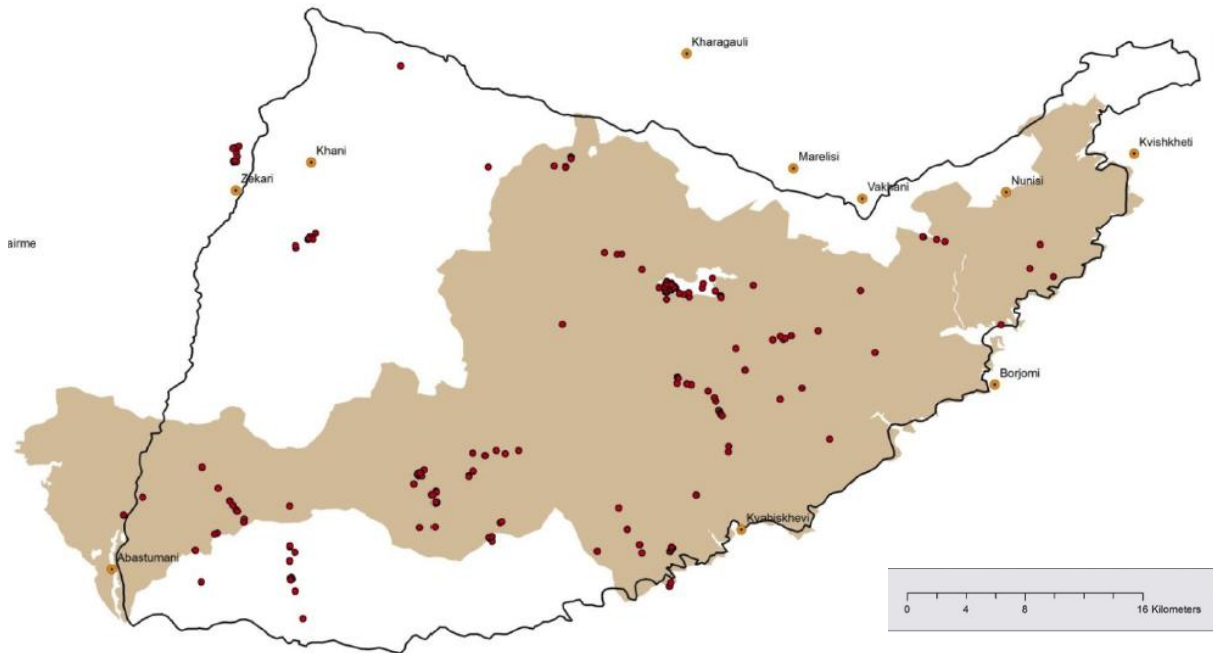 Kharagauli
Kvishkheti
Khani
Marelisi
Zekari
Vakhani
Nunisi
airme
Borjomi
Kvabiskhevi
Abastumani
0 4 8 16 Kilometers